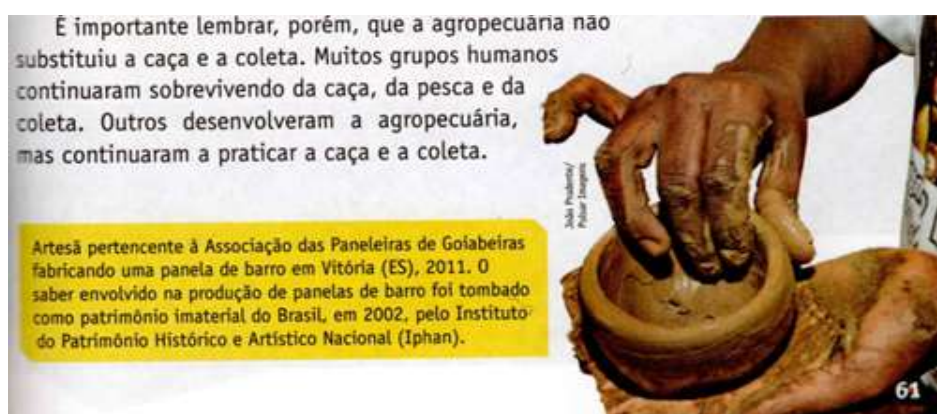 É importante lembrar, porém, que a agropecuária não
substituiu a caça e a coleta. Muitos grupos humanos
continuaram sobrevivendo da caça, da pesca e da
coleta. Outros desenvolveram a agropecuária,
mas continuaram a praticar a caça e a coleta.
João Prudente/
Pulsar Imagens
Artesã pertencente à Associação das Paneleiras de Goiabeiras
fabricando uma panela de barro em Vitória (ES), 2011. O
saber envolvido na produção de panelas de barro foi tombado
como patrimônio imaterial do Brasil, em 2002, pelo Instituto
do Patrimônio Histórico e Artístico Nacional (Iphan).
61